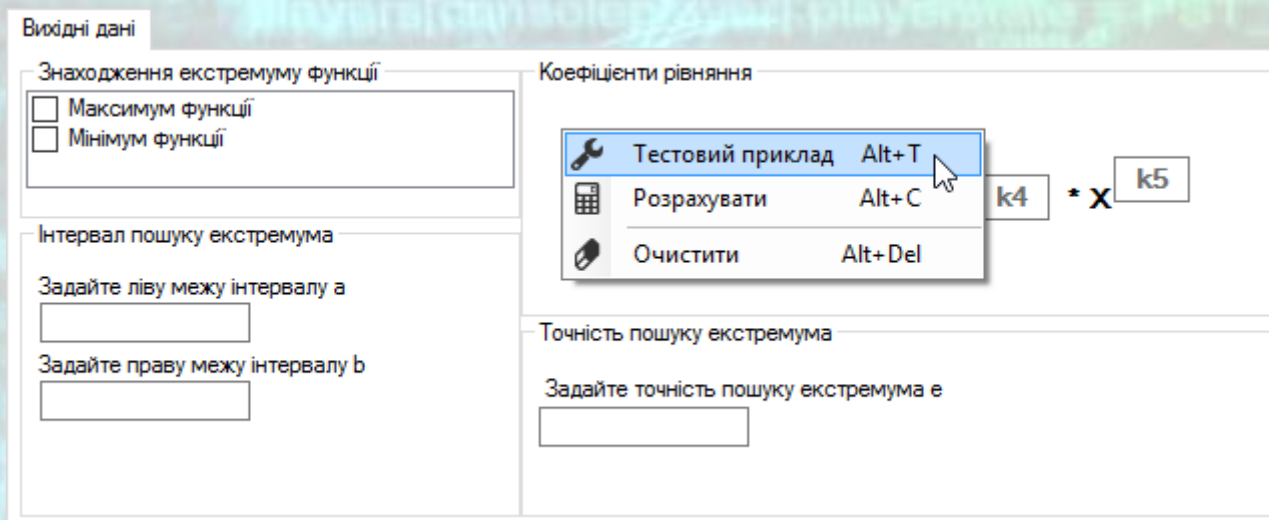 Вихідні дані
Знаходження екстремуму функції
Максимум функції
Мінімум функції
Інтервал пошуку екстремума
Задайте ліву межу інтервалу a
Задайте праву межу інтервалу b
Коефіцієнти рівняння
Тестовий приклад Alt+T
Розрахувати Alt+C
Очистити Alt+Del
k4 * X k5
Точність пошуку екстремума
Задайте точність пошуку екстремума e